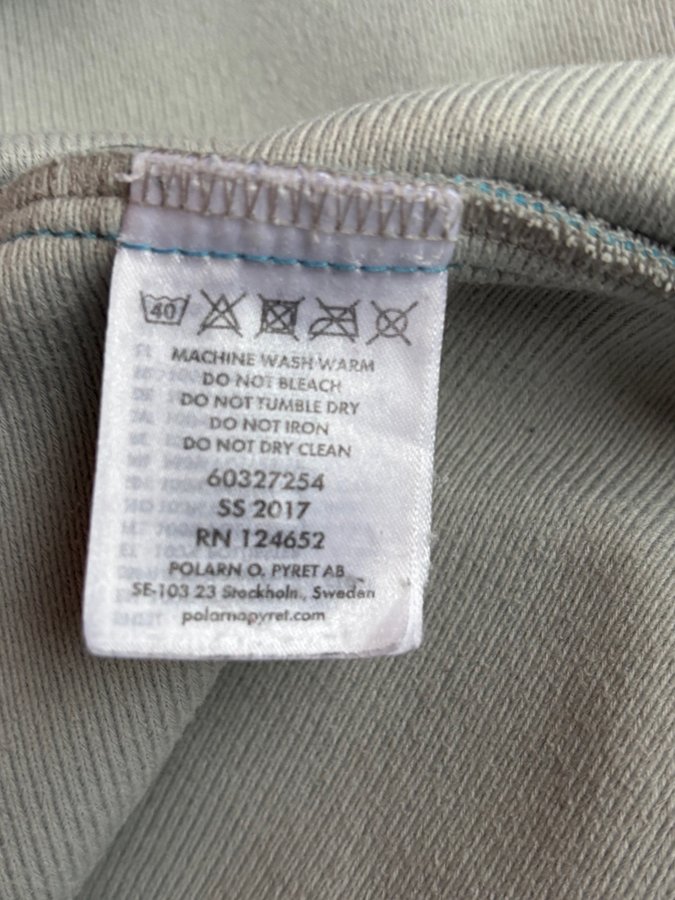 40
MACHINE WASH WARM
DO NOT BLEACH
DO NOT TUMBLE DRY
DO NOT IRON
DO NOT DRY CLEAN
60327254
SS 2017
RN 124652
POLARN O. PYRET AB
SE-103 23 Stockholm, Sweden
polarnopyret.com